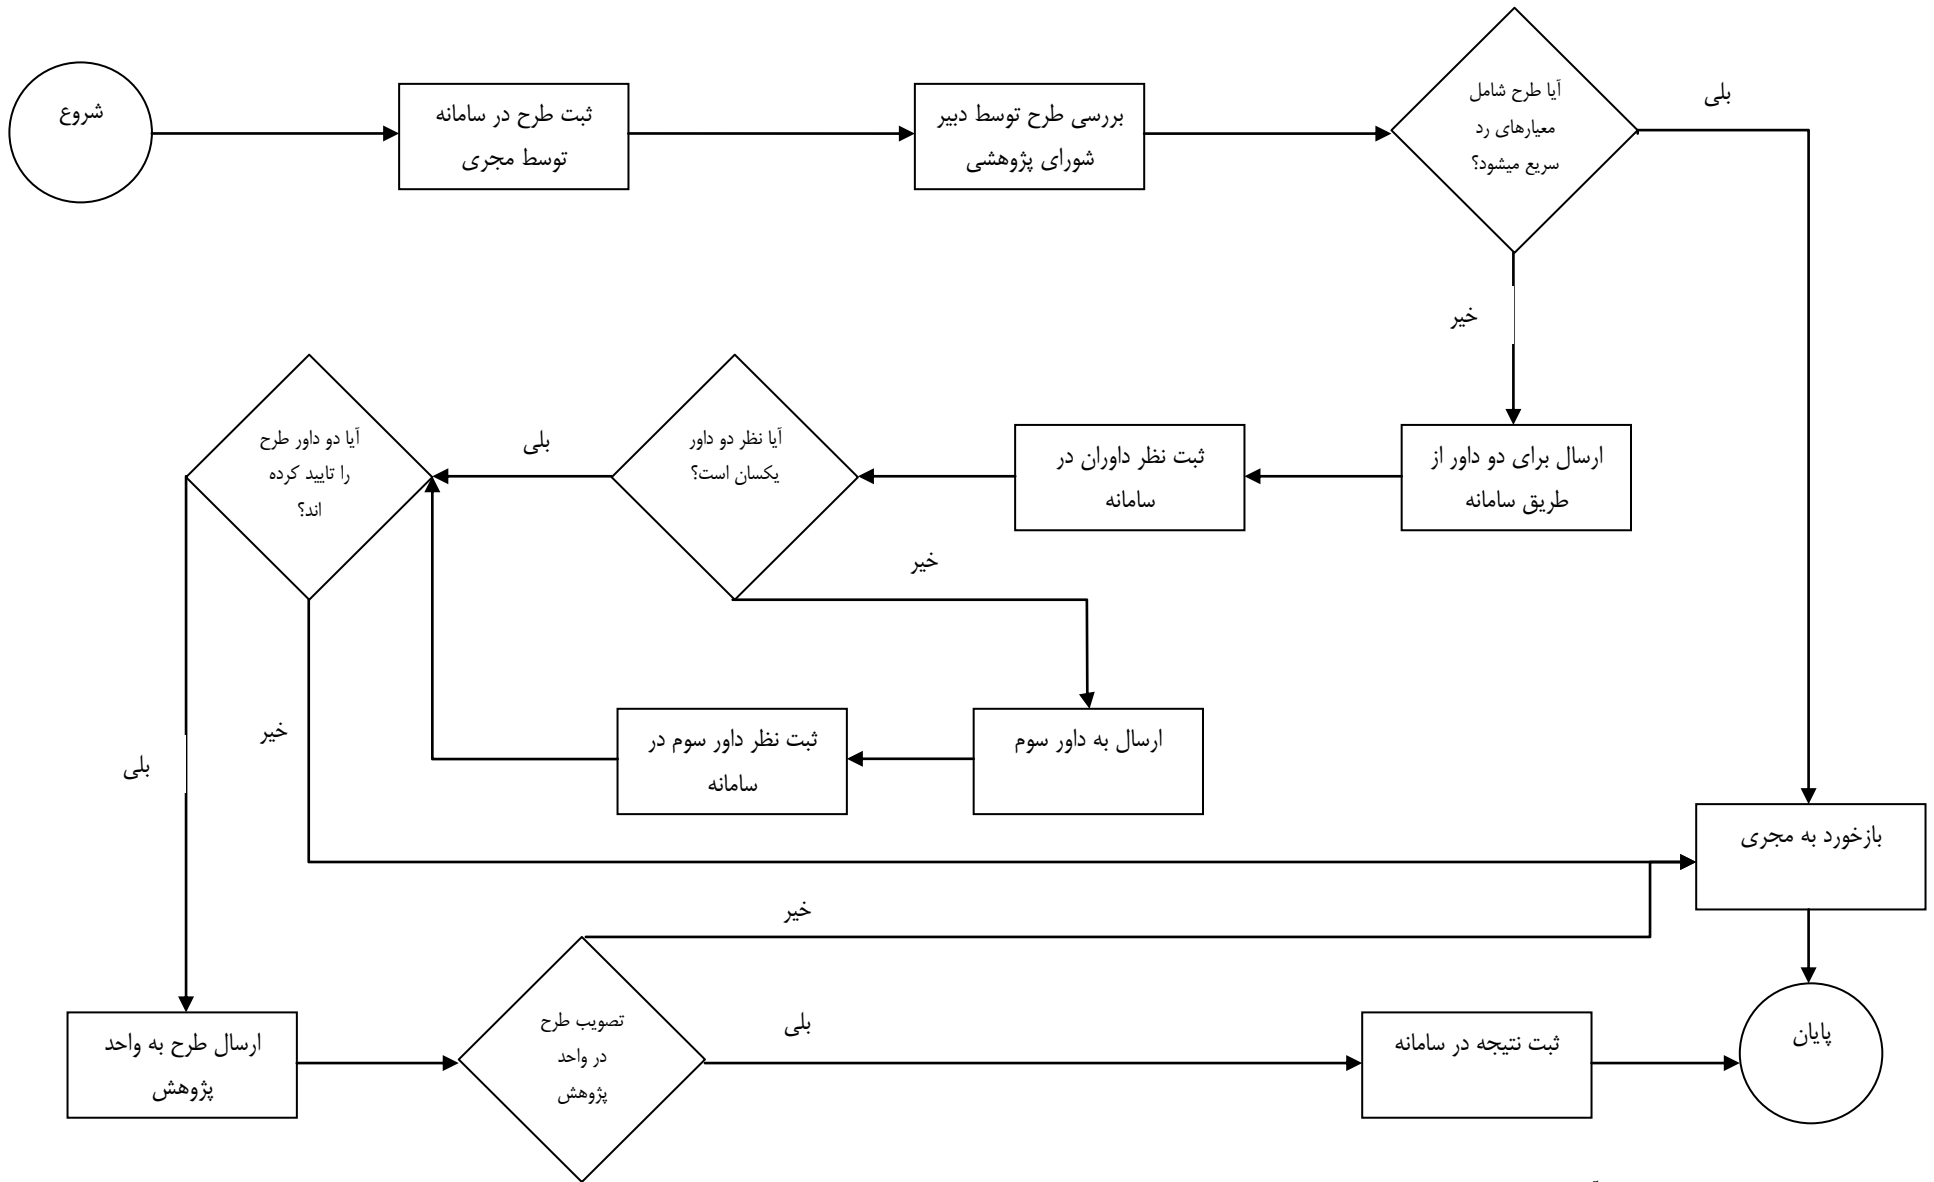 شروع
ثبت طرح در سامانه
توسط مجری
بررسی طرح توسط دبیر
شورای پژوهشی
آیا طرح شامل
معیارهای رد
سریع میشود؟
بلی
خیر
ارسال برای دو داور از
طریق سامانه
ثبت نظر داوران در
سامانه
آیا نظر دو داور
یکسان است؟
بلی
آیا دو داور طرح
را تایید کرده
اند؟
خیر
ارسال به داور سوم
ثبت نظر داور سوم در
سامانه
خیر
بلی
بازخورد به مجری
خیر
ارسال طرح به واحد
پژوهش
تصویب طرح
در واحد
پژوهش
بلی
ثبت نتیجه در سامانه
پایان